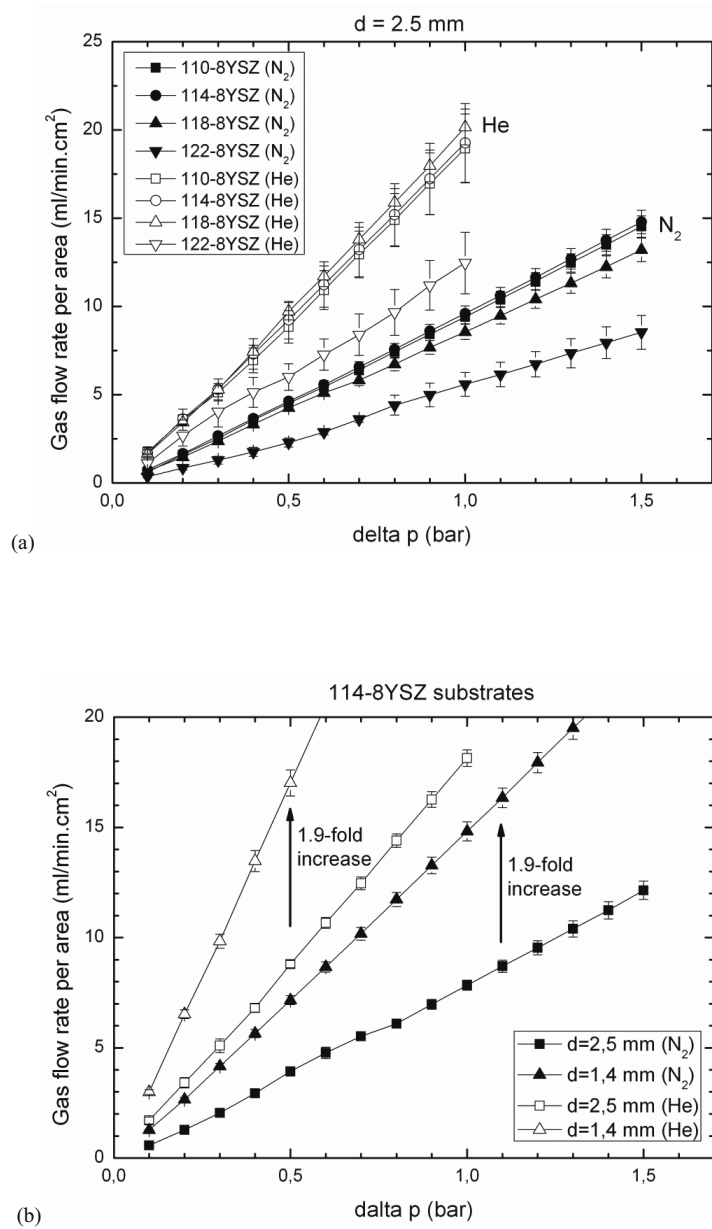 d = 2.5 mm
25
20
15
10
5
0
Gas flow rate per area (ml/min.cm²)
110-8YSZ (N₂)
114-8YSZ (N₂)
118-8YSZ (N₂)
122-8YSZ (N₂)
110-8YSZ (He)
114-8YSZ (He)
118-8YSZ (He)
122-8YSZ (He)
He
N₂
0,0 0,5 1,0 1,5
delta p (bar)
(a)
114-8YSZ substrates
20
15
10
5
0
Gas flow rate per area (ml/min.cm²)
1.9-fold
increase
1.9-fold
increase
d=2,5 mm (N₂)
d=1,4 mm (N₂)
d=2,5 mm (He)
d=1,4 mm (He)
0,0 0,5 1,0 1,5
dalta p (bar)
(b)